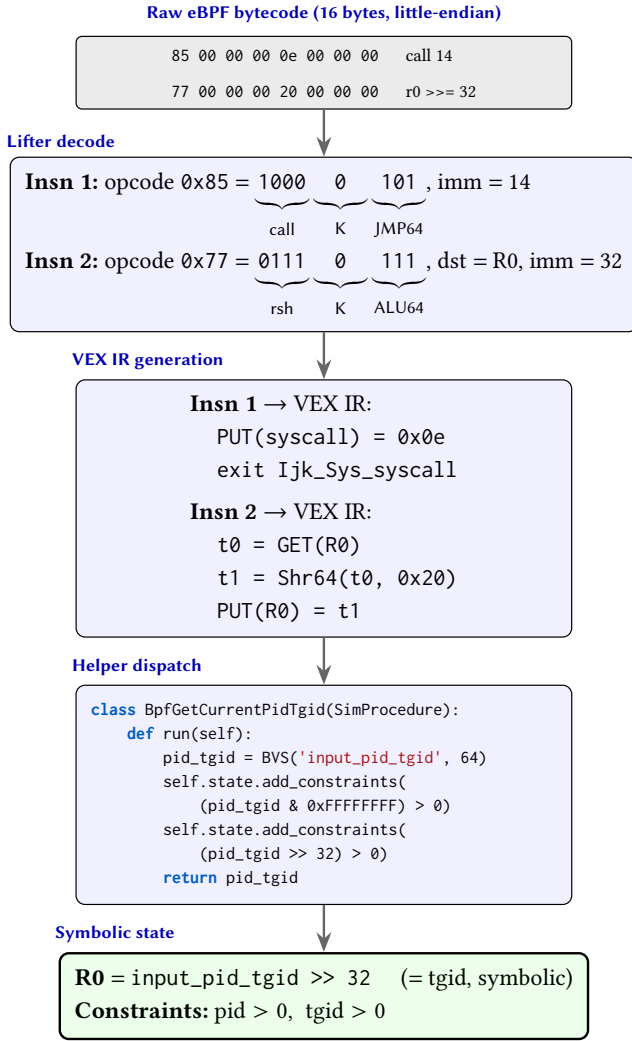 Raw eBPF bytecode (16 bytes, little-endian)
85 00 00 00 0e 00 00 00 call 14
77 00 00 00 20 00 00 00 r0 >>= 32
Lifter decode
Insn 1: opcode 0x85 = 1000 0 101 , imm = 14
call K JMP64
Insn 2: opcode 0x77 = 0111 0 111 , dst = R0, imm = 32
rsh K ALU64
VEX IR generation
Insn 1 → VEX IR:
PUT(syscall) = 0x0e
exit Ijk_Sys_syscall
Insn 2 → VEX IR:
t0 = GET(R0)
t1 = Shr64(t0, 0x20)
PUT(R0) = t1
Helper dispatch
class BpfGetCurrentPidTgid(SimProcedure):
def run(self):
pid_tgid = BVS('input_pid_tgid', 64)
self.state.add_constraints(
(pid_tgid & 0xFFFFFFFF) > 0)
self.state.add_constraints(
(pid_tgid >> 32) > 0)
return pid_tgid
Symbolic state
R0 = input_pid_tgid >> 32 (= tgid, symbolic)
Constraints: pid > 0, tgid > 0